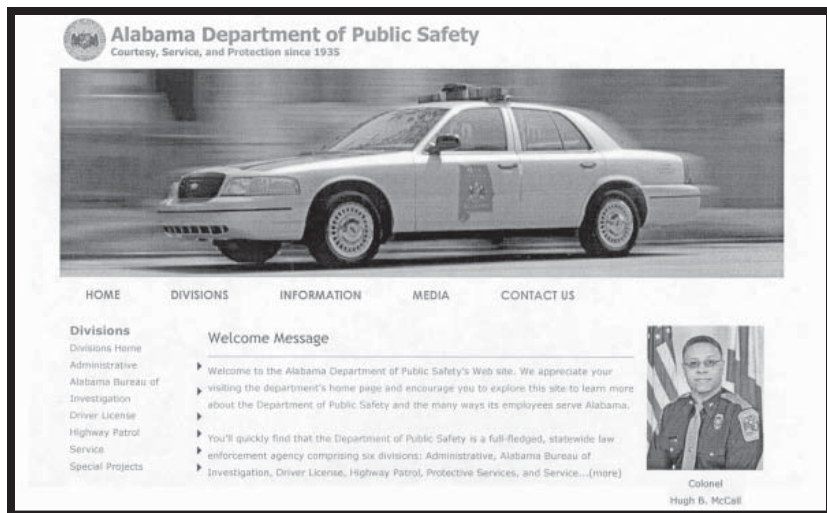 Alabama Department of Public Safety
Courtesy, Service, and Protection since 1935
HOME DIVISIONS INFORMATION MEDIA CONTACT US
Divisions
Divisions Home
Administrative
Alabama Bureau of
Investigation
Driver License
Highway Patrol
Service
Special Projects
Welcome Message
Welcome to the Alabama Department of Public Safety's Web site. We appreciate your
visiting the department's home page and encourage you to explore this site to learn more
about the Department of Public Safety and the many ways its employees serve Alabama.
You'll quickly find that the Department of Public Safety is a full-fledged, statewide law
enforcement agency comprising six divisions: Administrative, Alabama Bureau of
Investigation, Driver License, Highway Patrol, Protective Services, and Service...(more)
Colonel
Hugh B. McCall